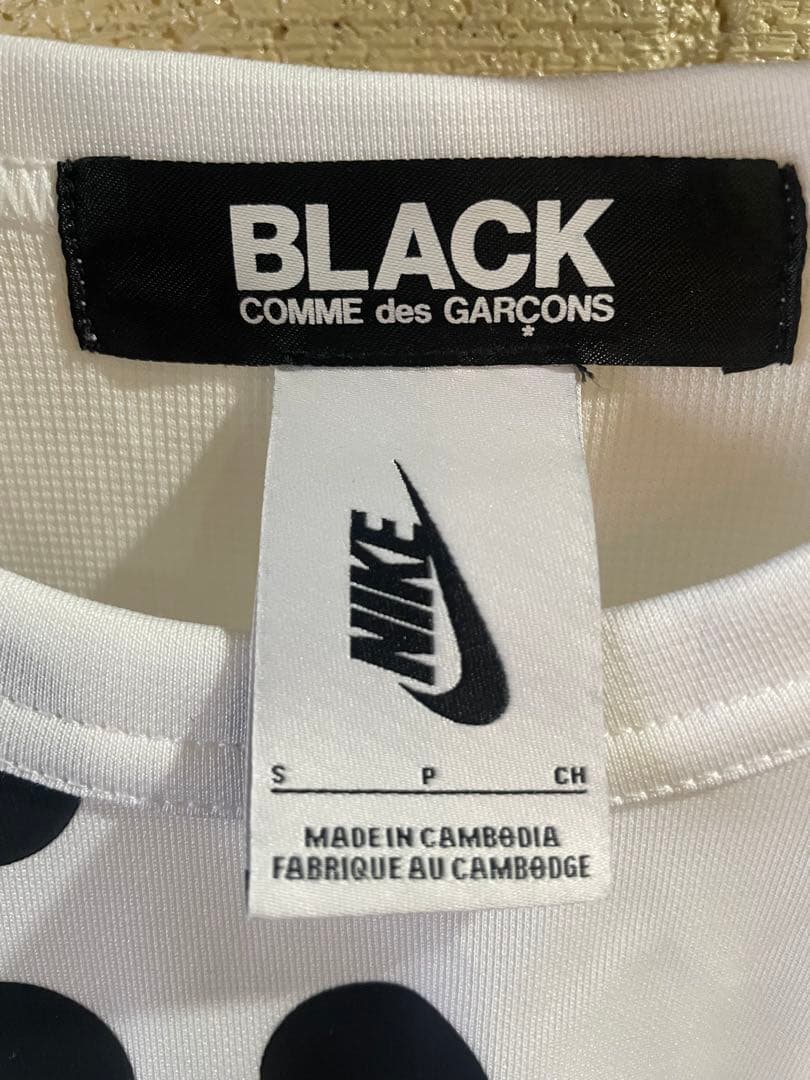 BLACK
COMME des GARÇONS
*
NIKE
S P CH
MADE IN CAMBODIA
FABRIQUE AU CAMBODGE